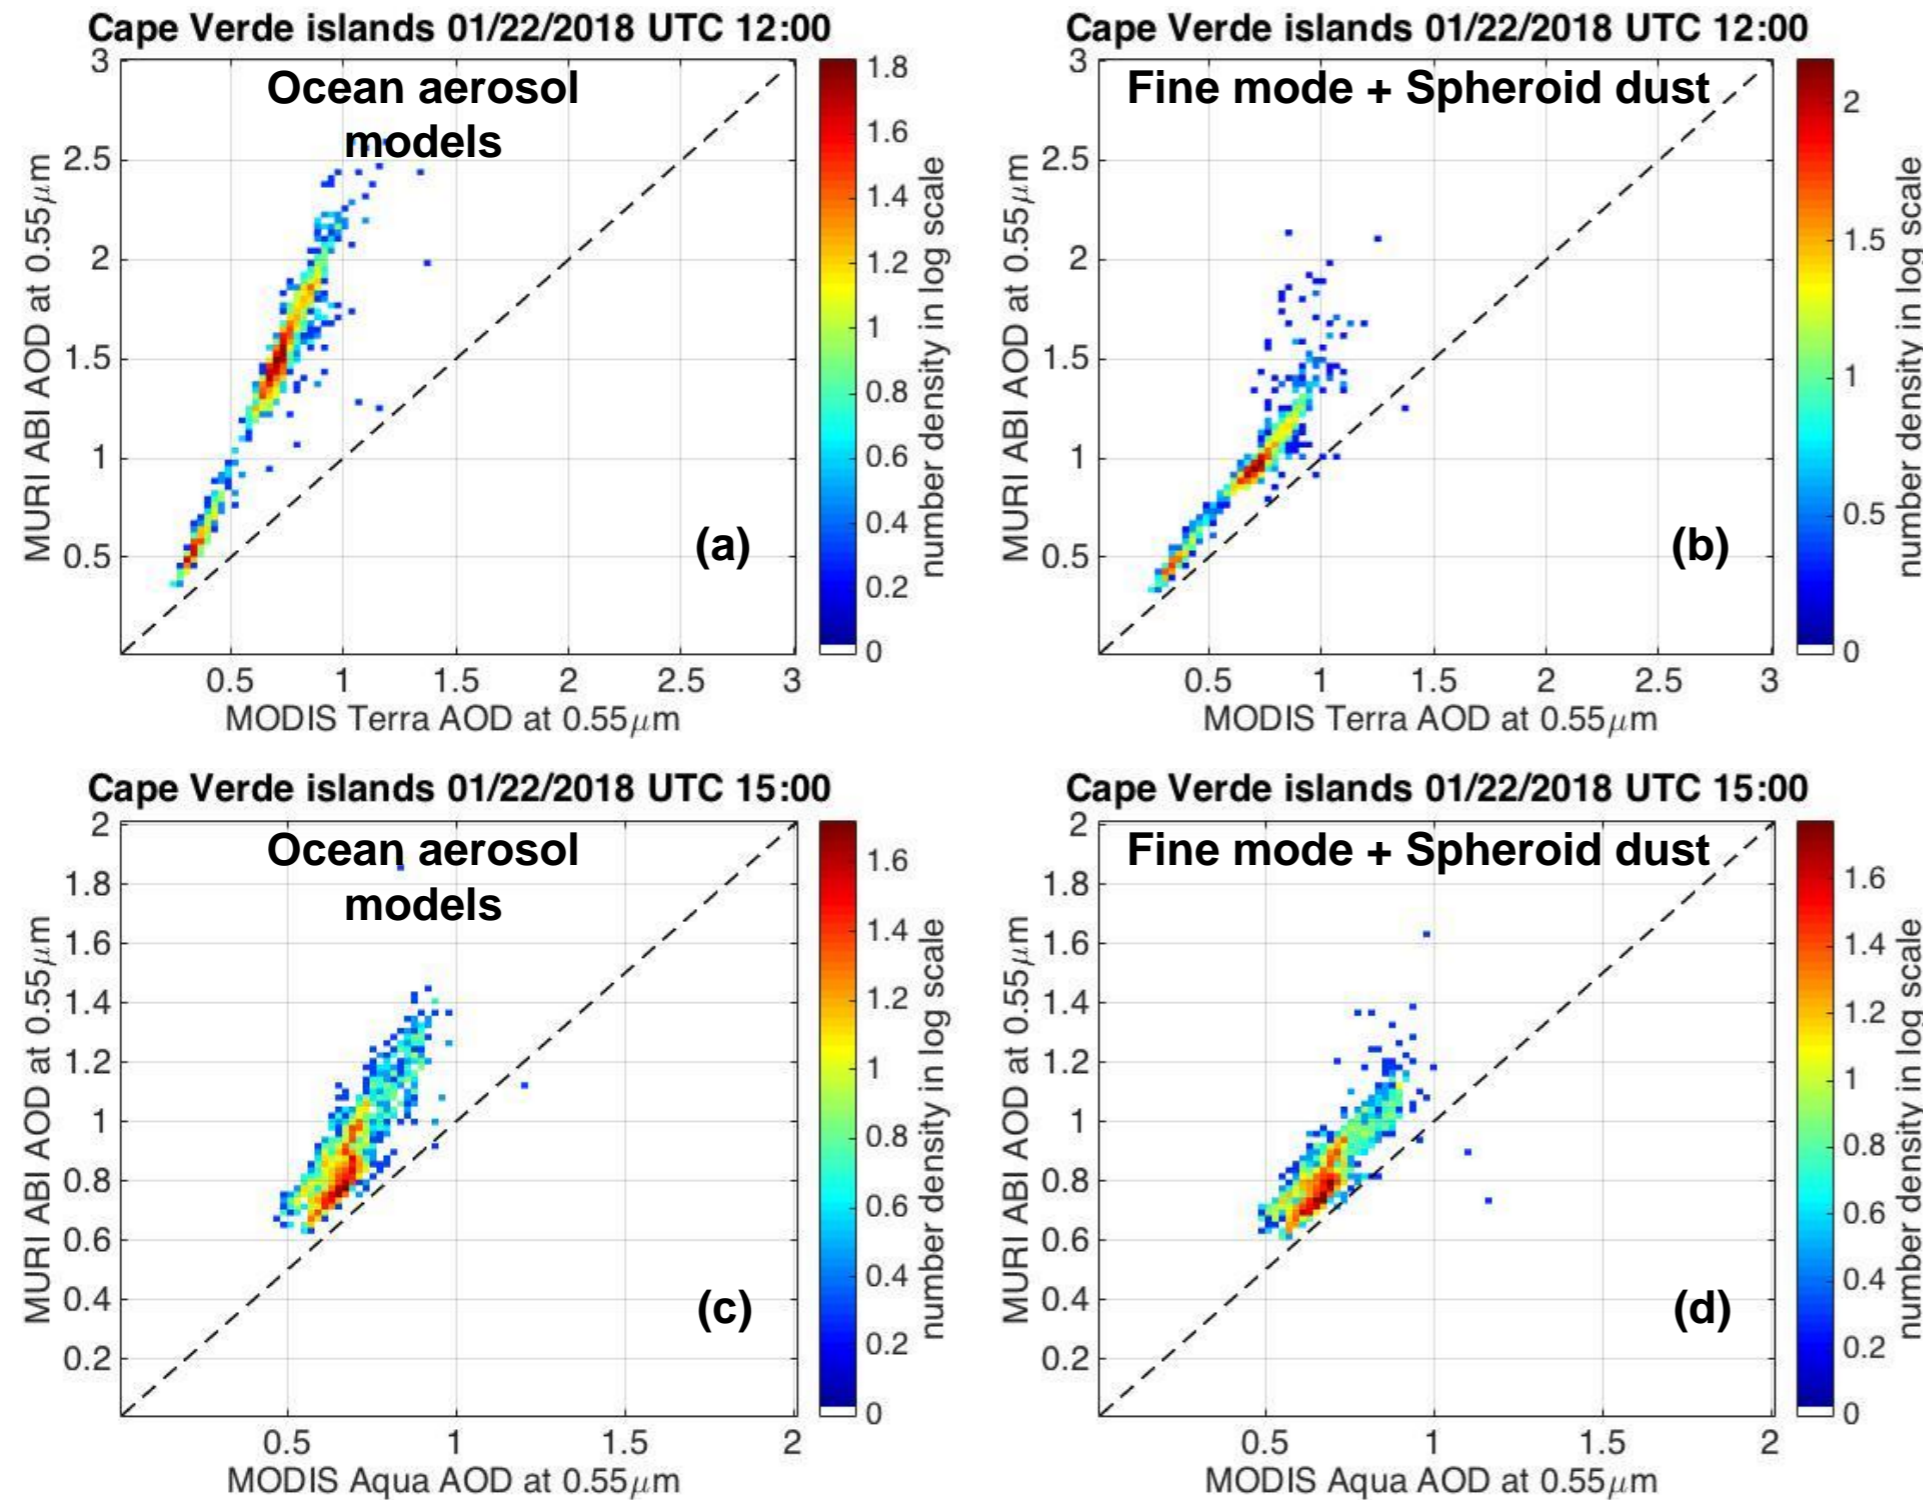 Cape Verde islands 01/22/2018 UTC 12:00
Ocean aerosol
models
(a)
3
2.5
2
1.5
1
0.5
0.5 1 1.5 2 2.5 3
MURI ABI AOD at 0.55μm
MODIS Terra AOD at 0.55μm
1.8
1.6
1.4
1.2
1
0.8
0.6
0.4
0.2
0
number density in log scale
Cape Verde islands 01/22/2018 UTC 12:00
Fine mode + Spheroid dust
(b)
3
2.5
2
1.5
1
0.5
0.5 1 1.5 2 2.5 3
MURI ABI AOD at 0.55μm
MODIS Terra AOD at 0.55μm
2
1.5
1
0.5
0
number density in log scale
Cape Verde islands 01/22/2018 UTC 15:00
Ocean aerosol
models
(c)
2
1.8
1.6
1.4
1.2
1
0.8
0.6
0.4
0.2
0.5 1 1.5 2
MURI ABI AOD at 0.55μm
MODIS Aqua AOD at 0.55μm
1.6
1.4
1.2
1
0.8
0.6
0.4
0.2
0
number density in log scale
Cape Verde islands 01/22/2018 UTC 15:00
Fine mode + Spheroid dust
(d)
2
1.8
1.6
1.4
1.2
1
0.8
0.6
0.4
0.2
0.5 1 1.5 2
MURI ABI AOD at 0.55μm
MODIS Aqua AOD at 0.55μm
1.6
1.4
1.2
1
0.8
0.6
0.4
0.2
0
number density in log scale